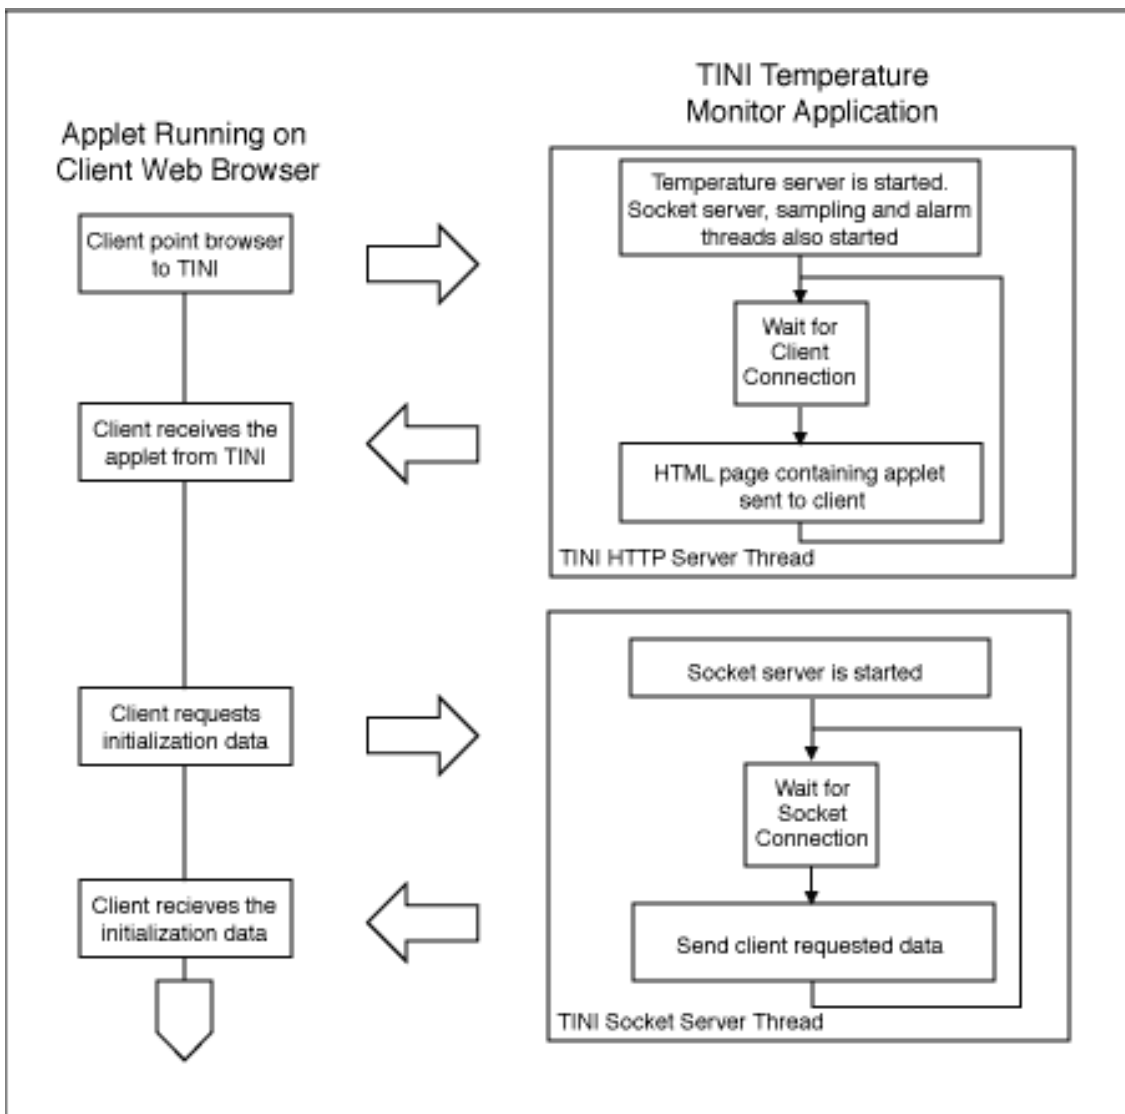 TINI Temperature
Monitor Application
Applet Running on
Client Web Browser
Client point browser
to TINI
Client receives the
applet from TINI
Client requests
initialization data
Client recieves the
initialization data
Temperature server is started.
Socket server, sampling and alarm
threads also started
Wait for
Client
Connection
HTML page containing applet
sent to client
TINI HTTP Server Thread
Socket server is started
Wait for
Socket
Connection
Send client requested data
TINI Socket Server Thread